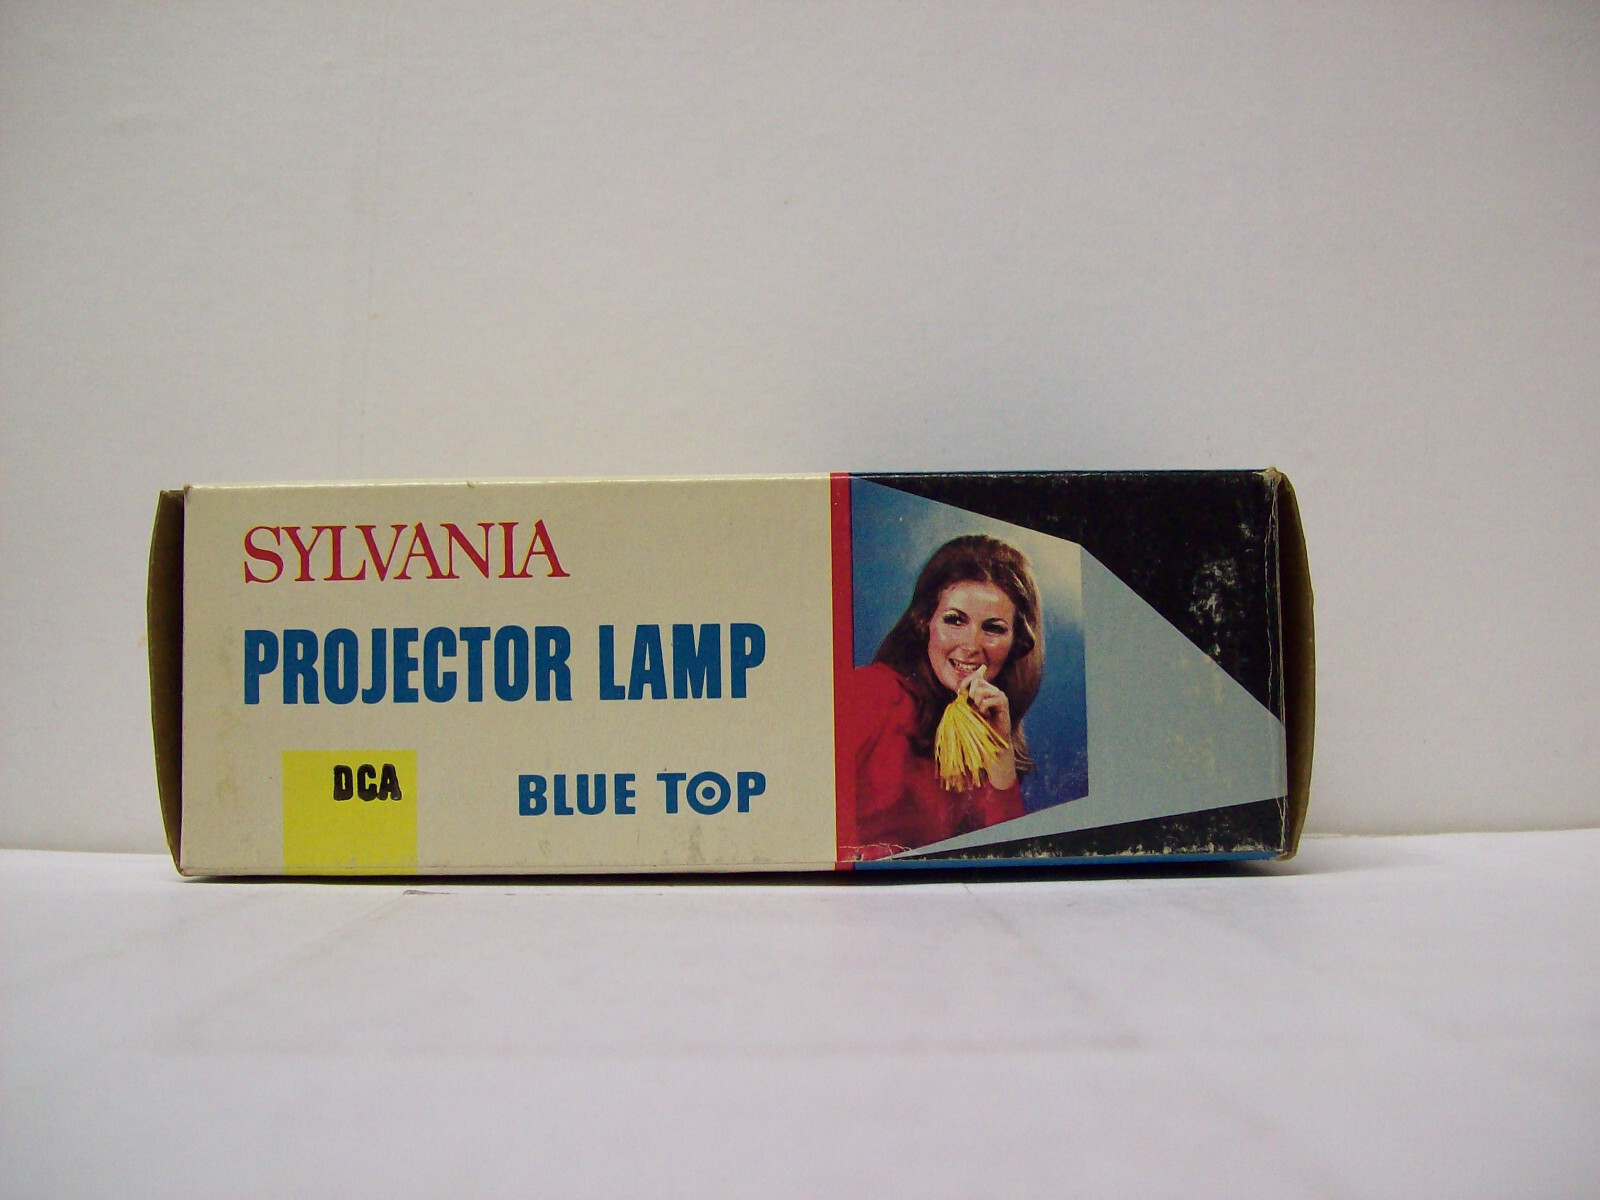 SYLVANIA
PROJECTOR LAMP
DCA
BLUE TOP